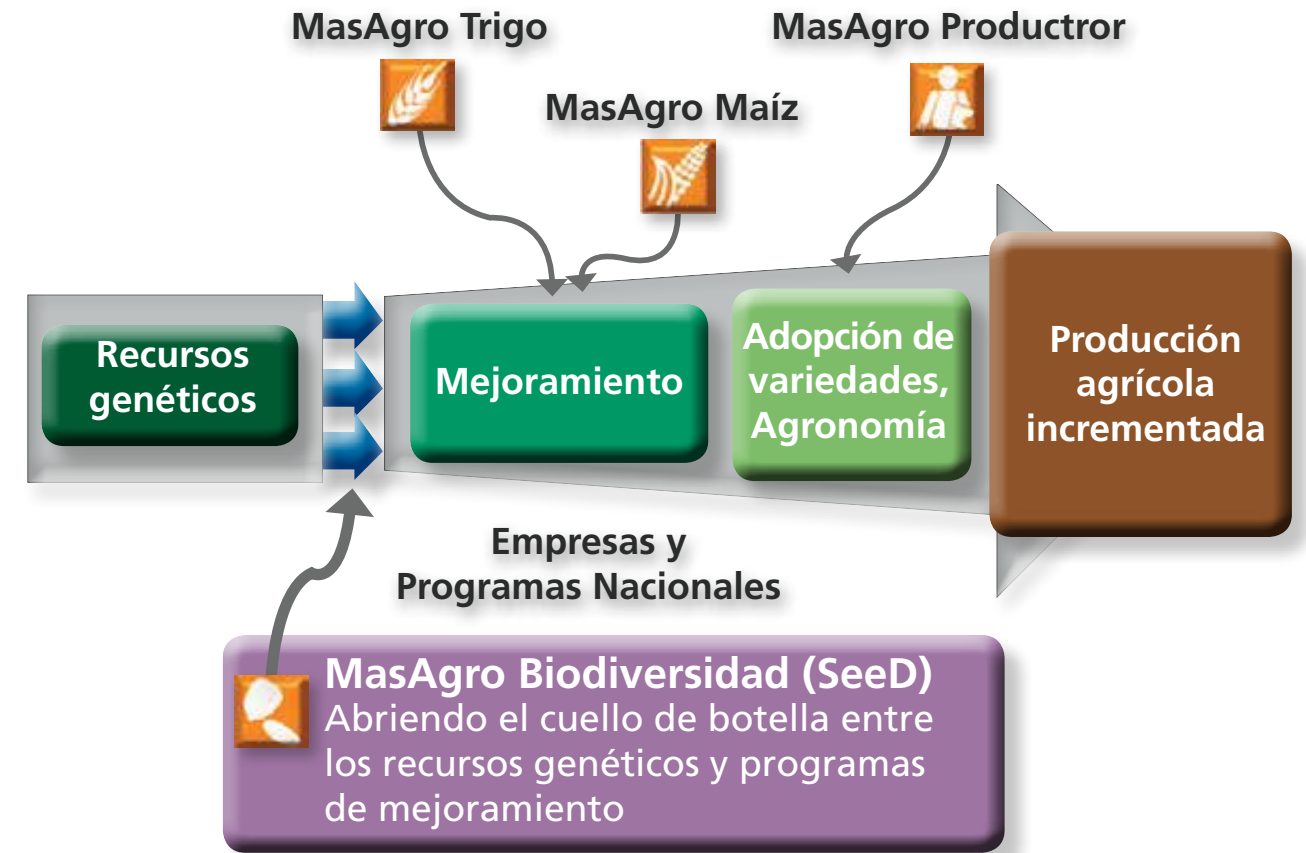 MasAgro Trigo
MasAgro Productror
MasAgro Maíz
Recursos
genéticos
Mejoramiento
Adopción de
variedades,
Agronomía
Producción
agrícola
incrementada
Empresas y
Programas Nacionales
MasAgro Biodiversidad (SeeD)
Abriendo el cuello de botella entre
los recursos genéticos y programas
de mejoramiento